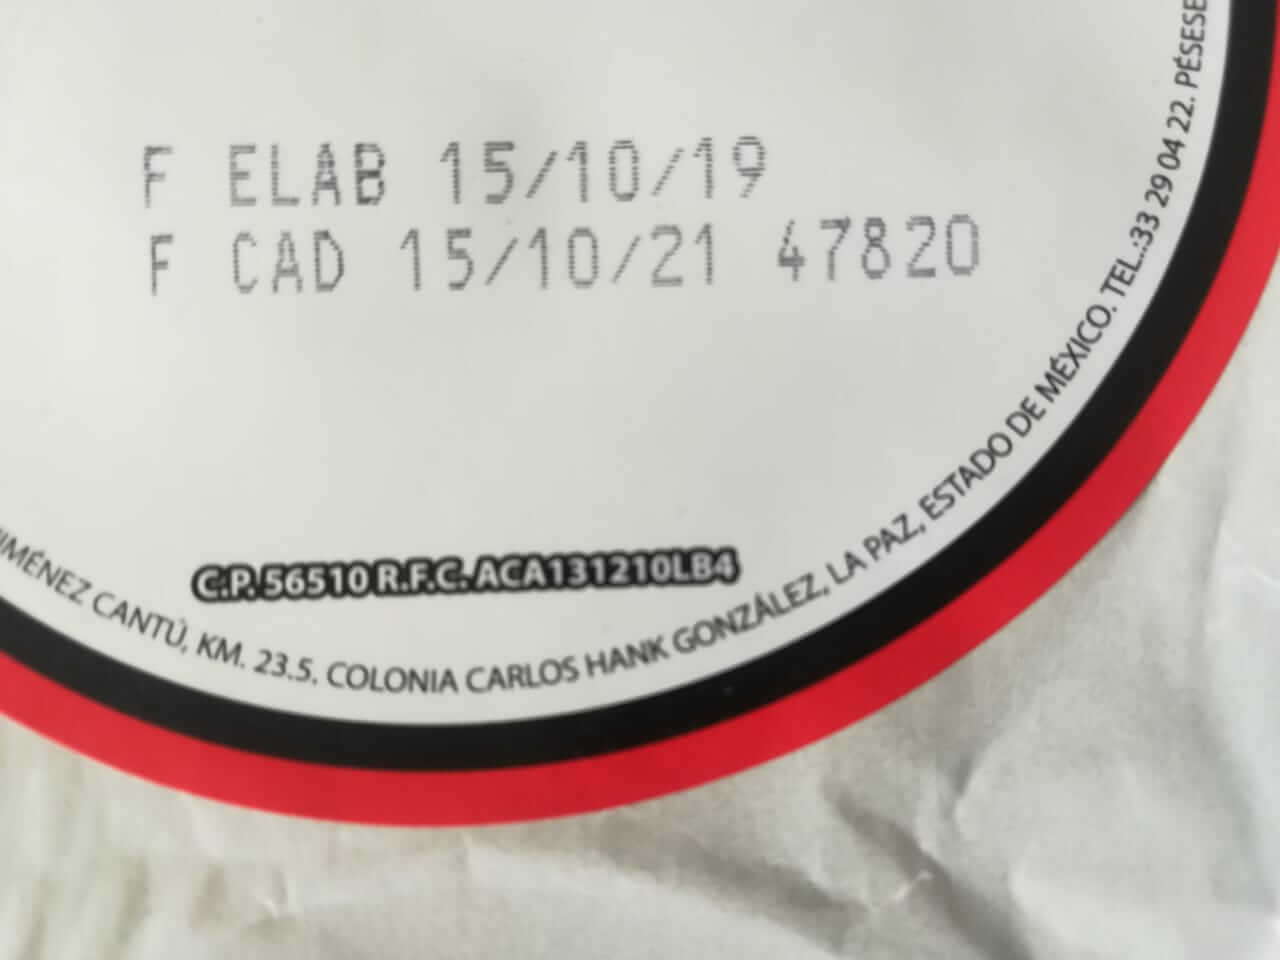 F ELAB 15/10/19
F CAD 15/10/21 47820
C.P. 56510 R.F.C. ACA131210LB4
JIMÉNEZ CANTÚ, KM. 23.5. COLONIA CARLOS HANK GONZÁLEZ, LA PAZ, ESTADO DE MÉXICO. TEL.:33 29 04 22. PÉSESE